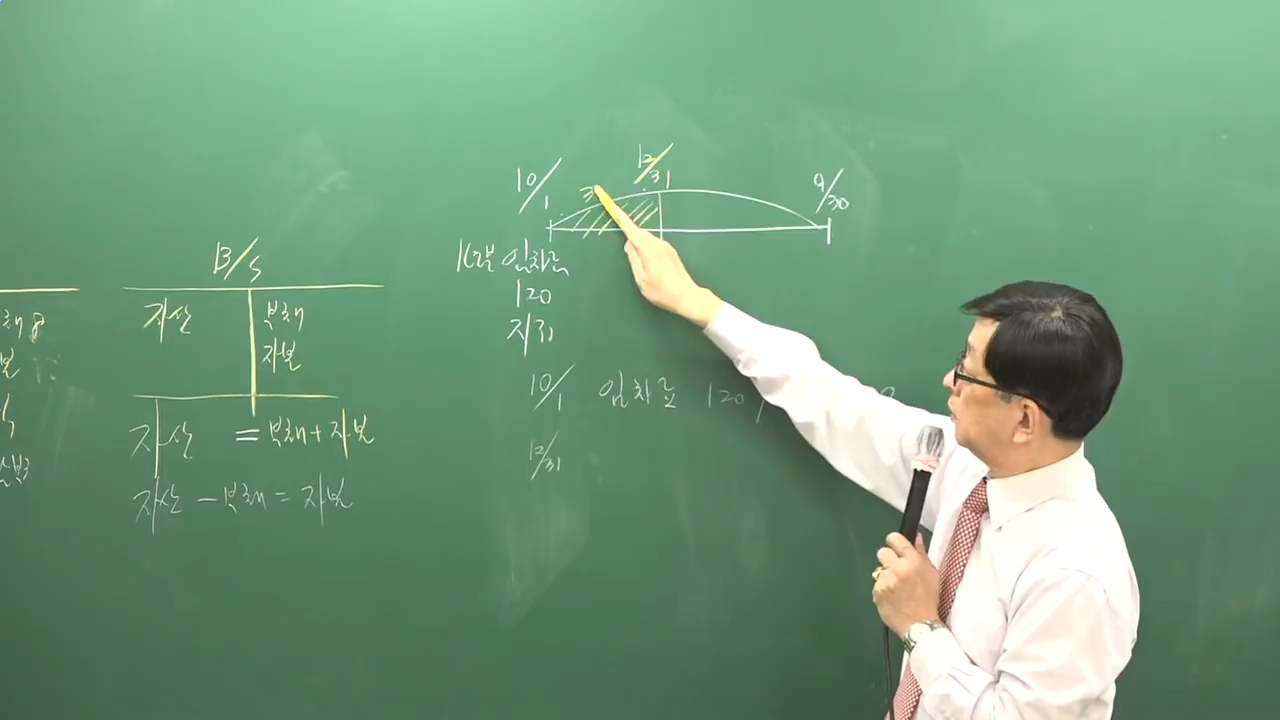 B/S
자산
부채
자본
자산 = 부채 + 자본
자산 - 부채 = 자본
10/1
12/31
9/30
3
1년분 임차료
120
지급
10/1 임차료 120 /
12/31